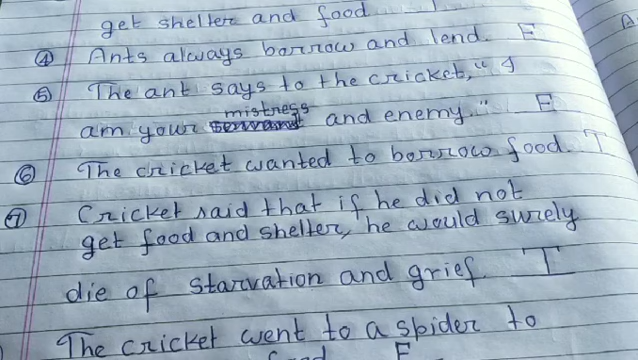 get shelter and food
④ Ants always borrow and lend. F
⑤ The ant says to the cricket, "I
mistress
am your and enemy." F
⑥ The cricket wanted to borrow food. T
⑦ Cricket said that if he did not
get food and shelter, he would surely
die of starvation and grief. T
The cricket went to a spider to
F